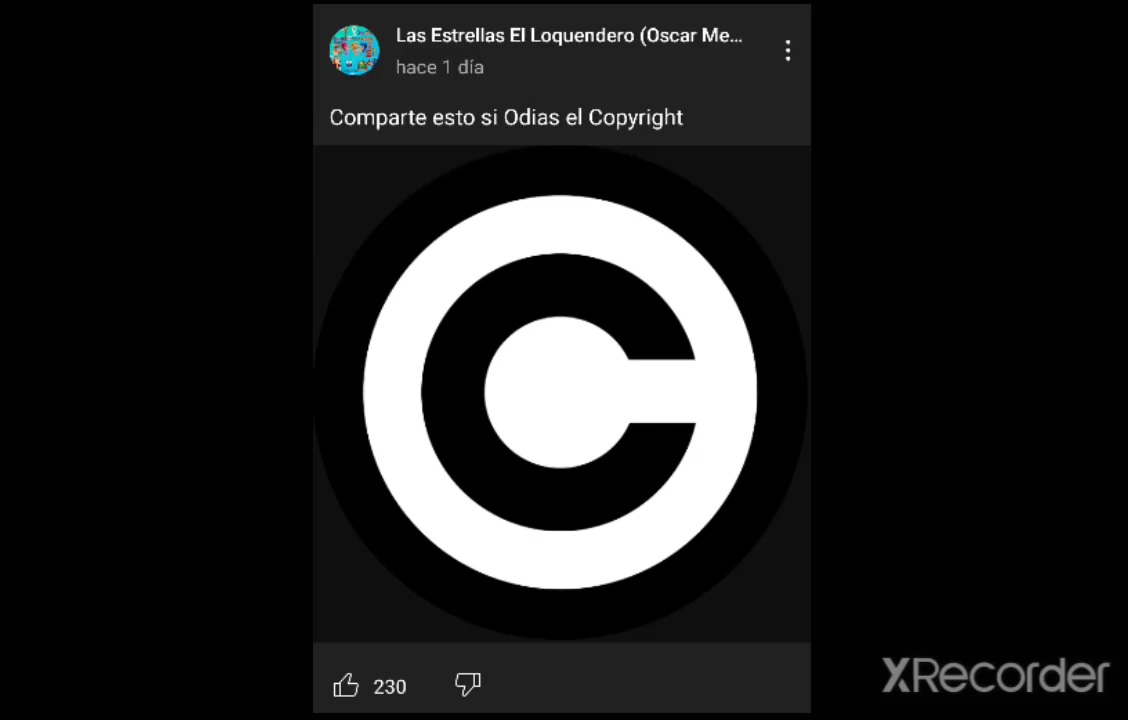 Las Estrellas El Loquendero (Oscar Me...
hace 1 día
Comparte esto si Odias el Copyright
C
230
XRecorder